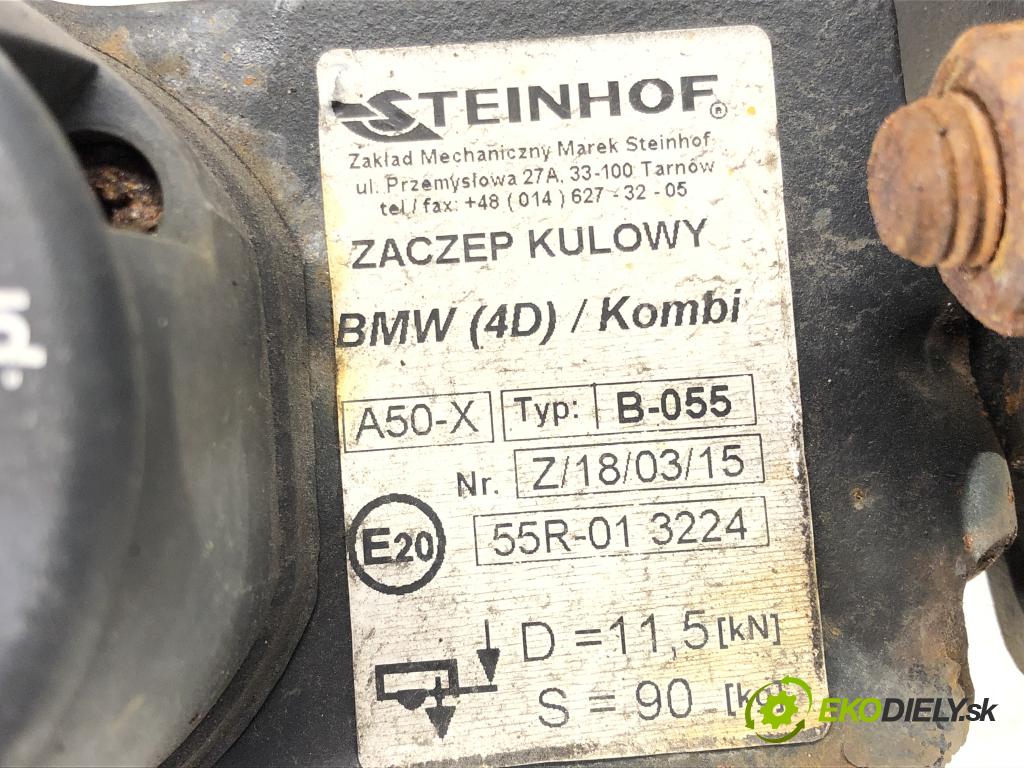 STEINHOF®
Zakład Mechaniczny Marek Steinhof
ul. Przemysłowa 27A, 33-100 Tarnów
tel / fax: +48 ( 014 ) 627 - 32 - 05
ZACZEP KULOWY
BMW (4D) / Kombi
A50-X Typ: B-055
Nr. Z/18/03/15
E20 55R-01 3224
D = 11,5 [kN]
S = 90 [kg]
EKODIELY.sk